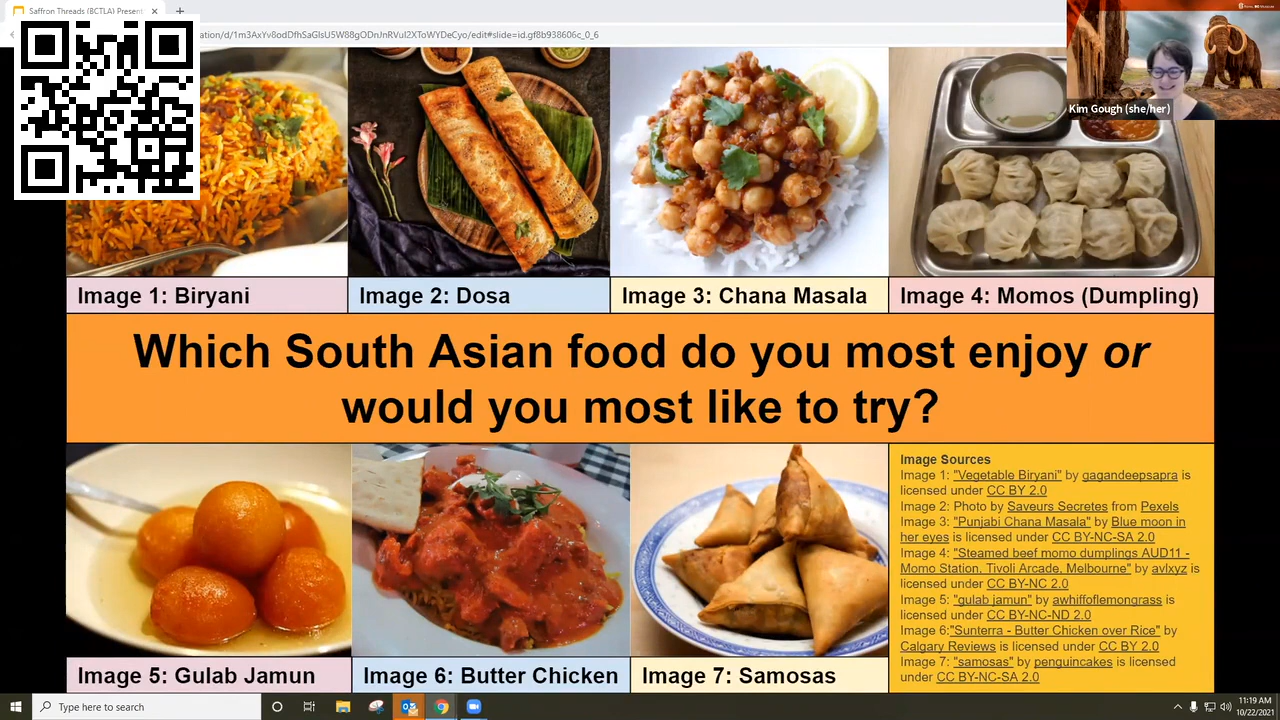 Saffron Threads (BCTLA) Present
ation/d/1m3AxYv8odDfhSaGlsU5W88gODnJnRVuI2XToWYDeCyo/edit#slide=id.gf8b938606c_0_6
Kim Gough (she/her)
Image 1: Biryani
Image 2: Dosa
Image 3: Chana Masala
Image 4: Momos (Dumpling)
Which South Asian food do you most enjoy or
would you most like to try?
Image 5: Gulab Jamun
Image 6: Butter Chicken
Image 7: Samosas
Image Sources
Image 1: "Vegetable Biryani" by gagandeepsapra is
licensed under CC BY 2.0
Image 2: Photo by Saveurs Secretes from Pexels
Image 3: "Punjabi Chana Masala" by Blue moon in
her eyes is licensed under CC BY-NC-SA 2.0
Image 4: "Steamed beef momo dumplings AUD11 -
Momo Station, Tivoli Arcade, Melbourne" by avlxyz is
licensed under CC BY-NC 2.0
Image 5: "gulab jamun" by awhiffoflemongrass is
licensed under CC BY-NC-ND 2.0
Image 6:"Sunterra - Butter Chicken over Rice" by
Calgary Reviews is licensed under CC BY 2.0
Image 7: "samosas" by penguincakes is licensed
under CC BY-NC-SA 2.0
Type here to search
11:19 AM
10/22/2021